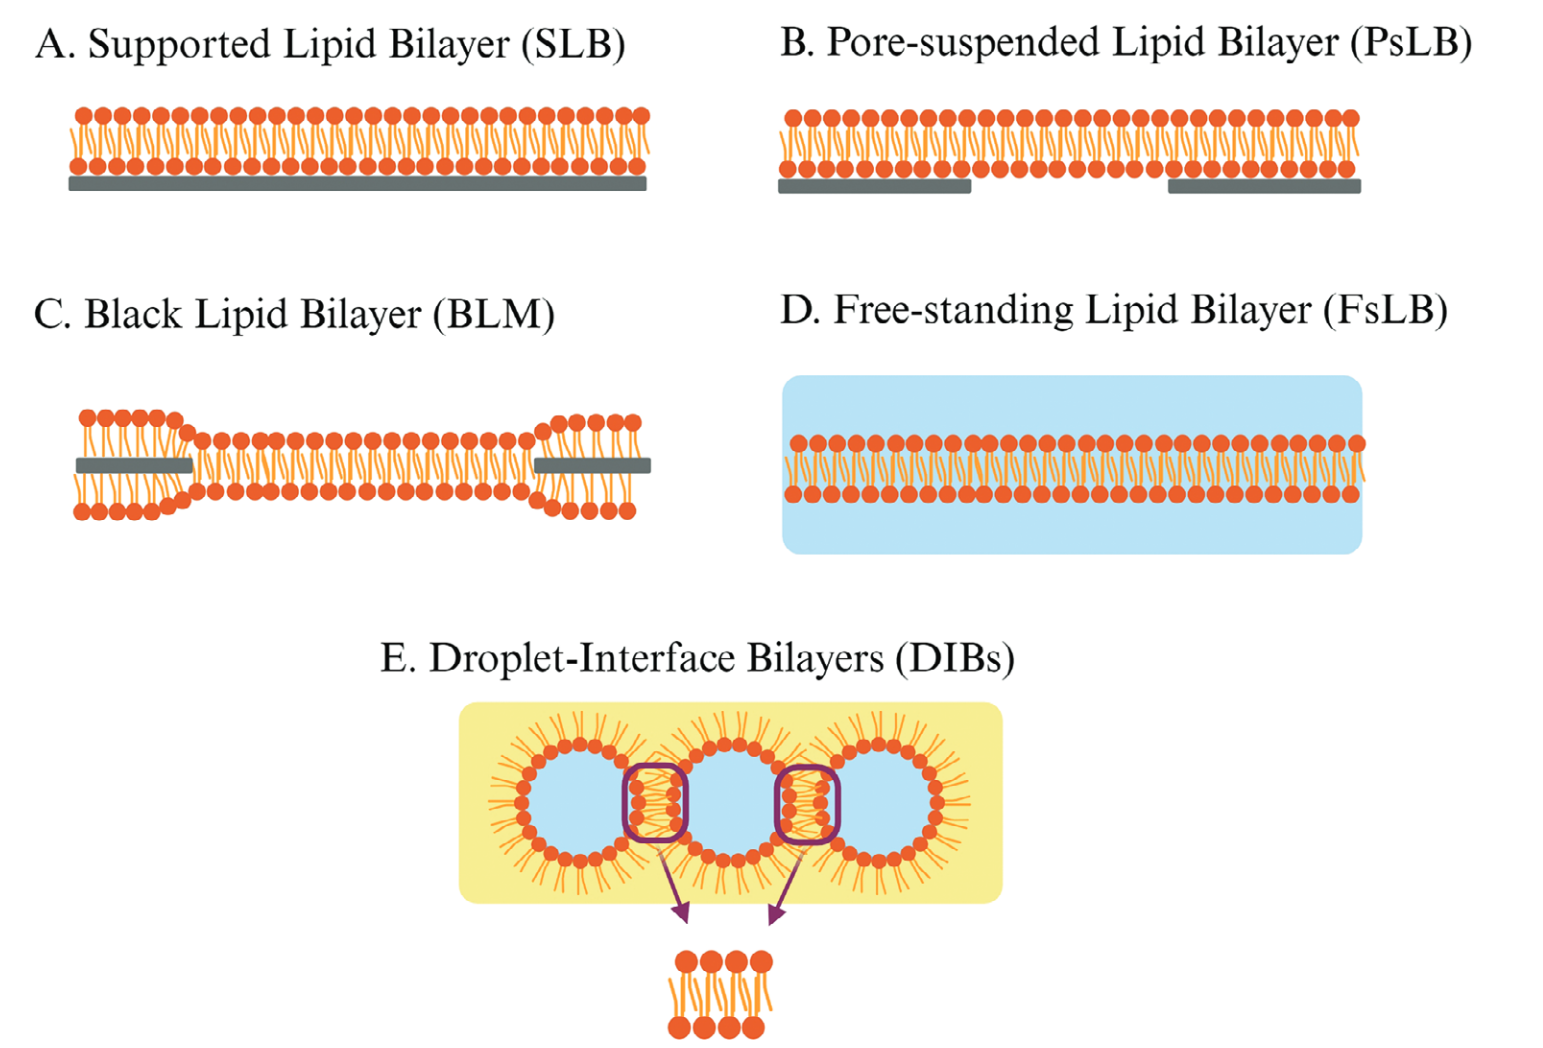 A. Supported Lipid Bilayer (SLB)
B. Pore-suspended Lipid Bilayer (PsLB)
C. Black Lipid Bilayer (BLM)
D. Free-standing Lipid Bilayer (FsLB)
E. Droplet-Interface Bilayers (DIBs)